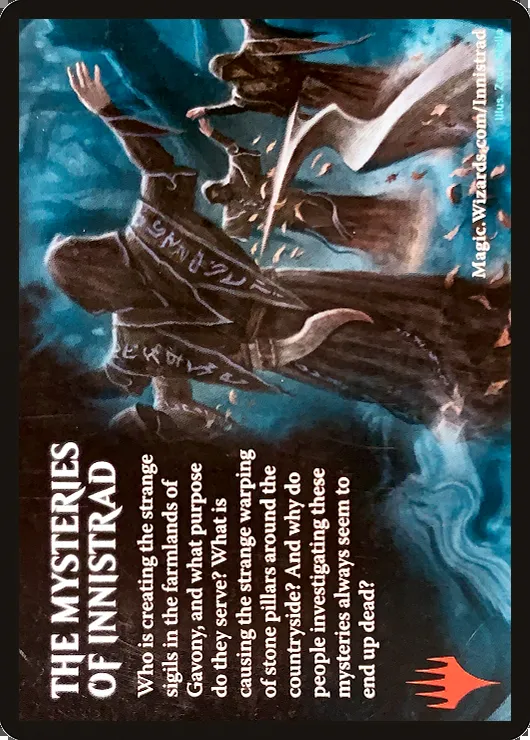 THE MYSTERIES
OF INNISTRAD
Who is creating the strange
sigils in the farmlands of
Gavony, and what purpose
do they serve? What is
causing the strange warping
of stone pillars around the
countryside? And why do
people investigating these
mysteries always seem to
end up dead?
Magic.Wizards.com/Innistrad
Illus.